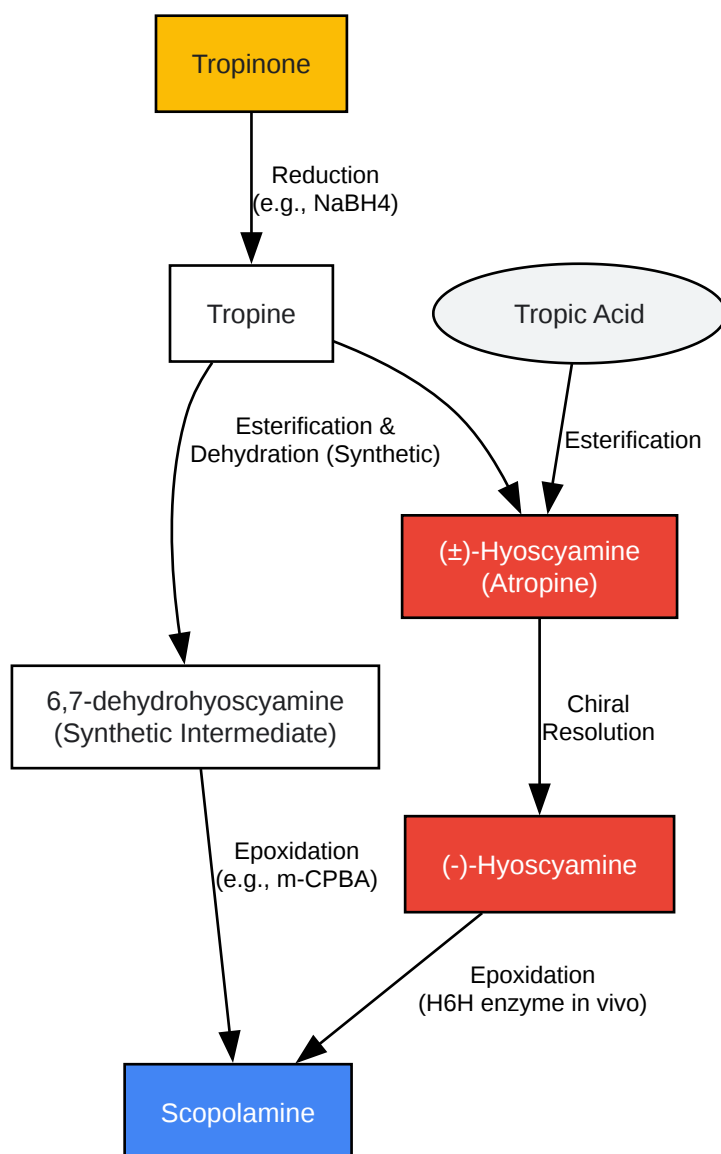 Tropinone
Reduction
(e.g., NaBH4)
Tropine
Tropic Acid
Esterification &
Dehydration (Synthetic)
Esterification
(±)-Hyoscyamine
(Atropine)
6,7-dehydrohyoscyamine
(Synthetic Intermediate)
Chiral
Resolution
Epoxidation
(e.g., m-CPBA)
(-)-Hyoscyamine
Epoxidation
(H6H enzyme in vivo)
Scopolamine